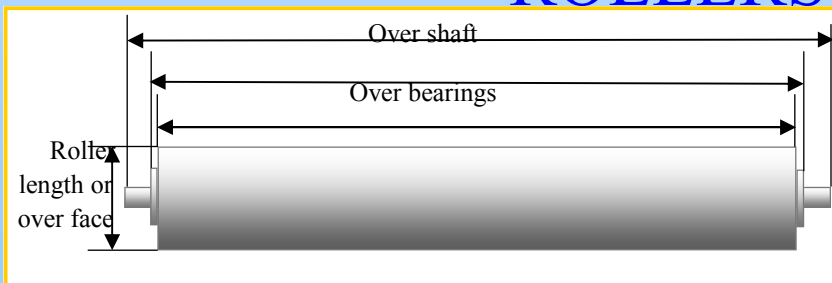 ROLLERS
Over shaft
Over bearings
Roller
length or
over face